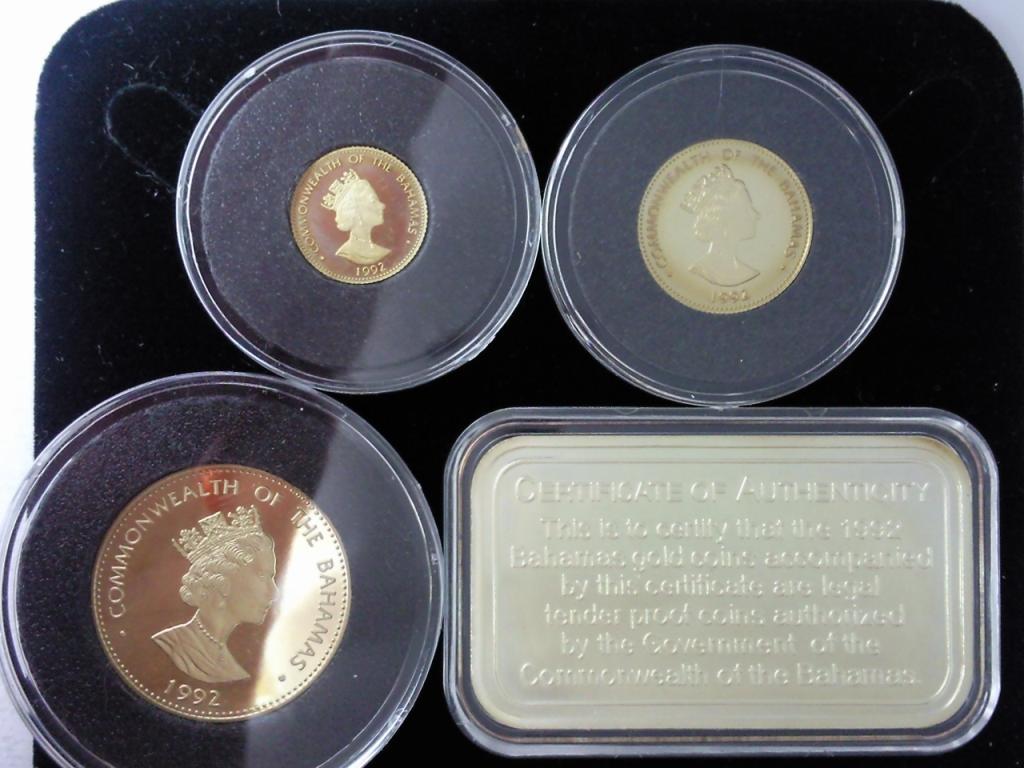 · COMMONWEALTH OF THE BAHAMAS ·
1992
· COMMONWEALTH OF THE BAHAMAS ·
1992
· COMMONWEALTH OF THE BAHAMAS ·
1992
CERTIFICATE OF AUTHENTICITY
This is to certify that the 1992
Bahamas gold coins accompanied
by this certificate are legal
tender proof coins authorized
by the Government of the
Commonwealth of the Bahamas.